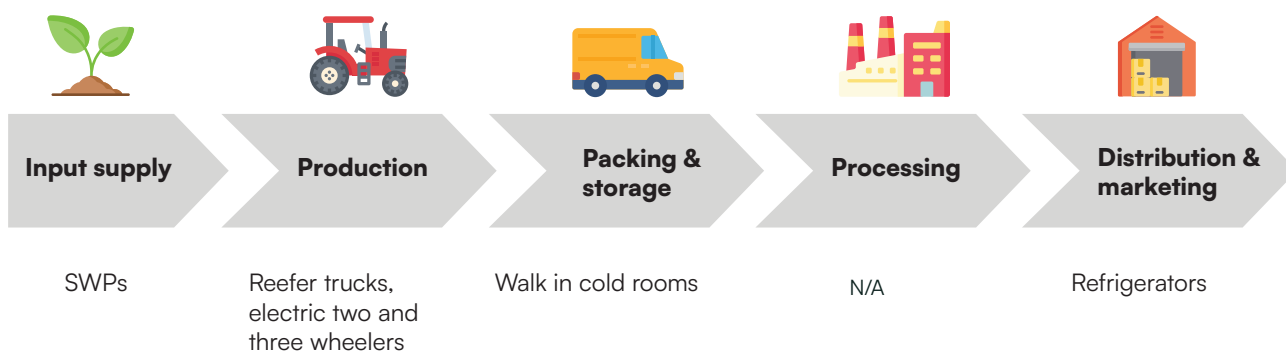 Input supply
Production
Packing &
storage
Processing
Distribution &
marketing
SWPs
Reefer trucks,
electric two and
three wheelers
Walk in cold rooms
N/A
Refrigerators